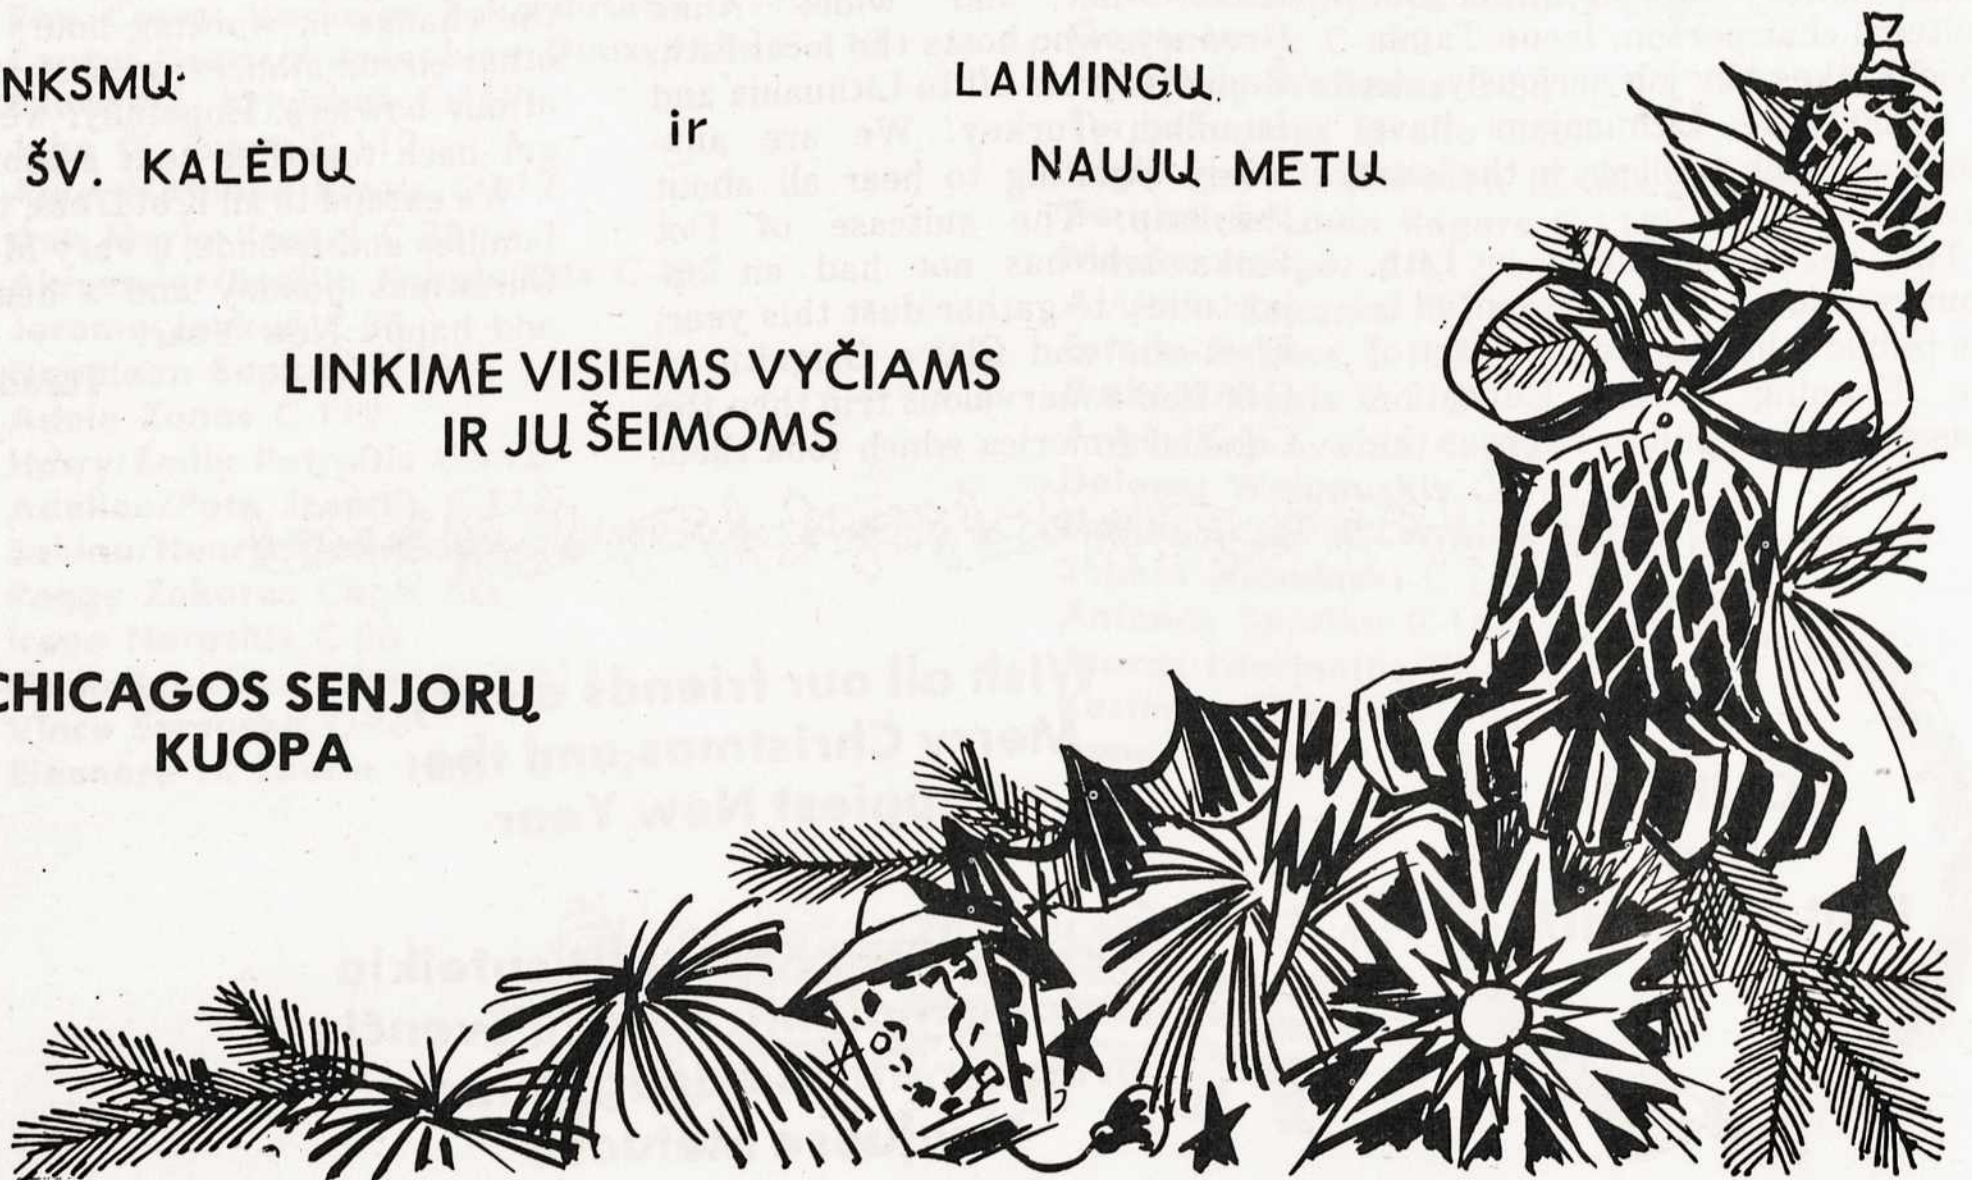 NKSMŲ
ŠV. KALĖDŲ
ir
LAIMINGŲ
NAUJŲ METŲ
LINKIME VISIEMS VYČIAMS
IR JŲ ŠEIMOMS
CHICAGOS SENJORŲ
KUOPA